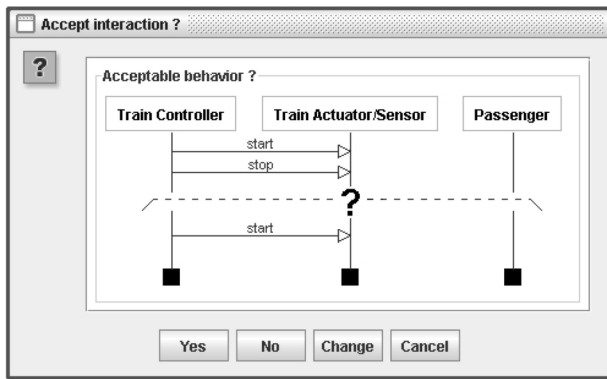 Accept interaction ?
?
Acceptable behavior ?
Train Controller Train Actuator/Sensor Passenger
start
stop
?
start
Yes No Change Cancel